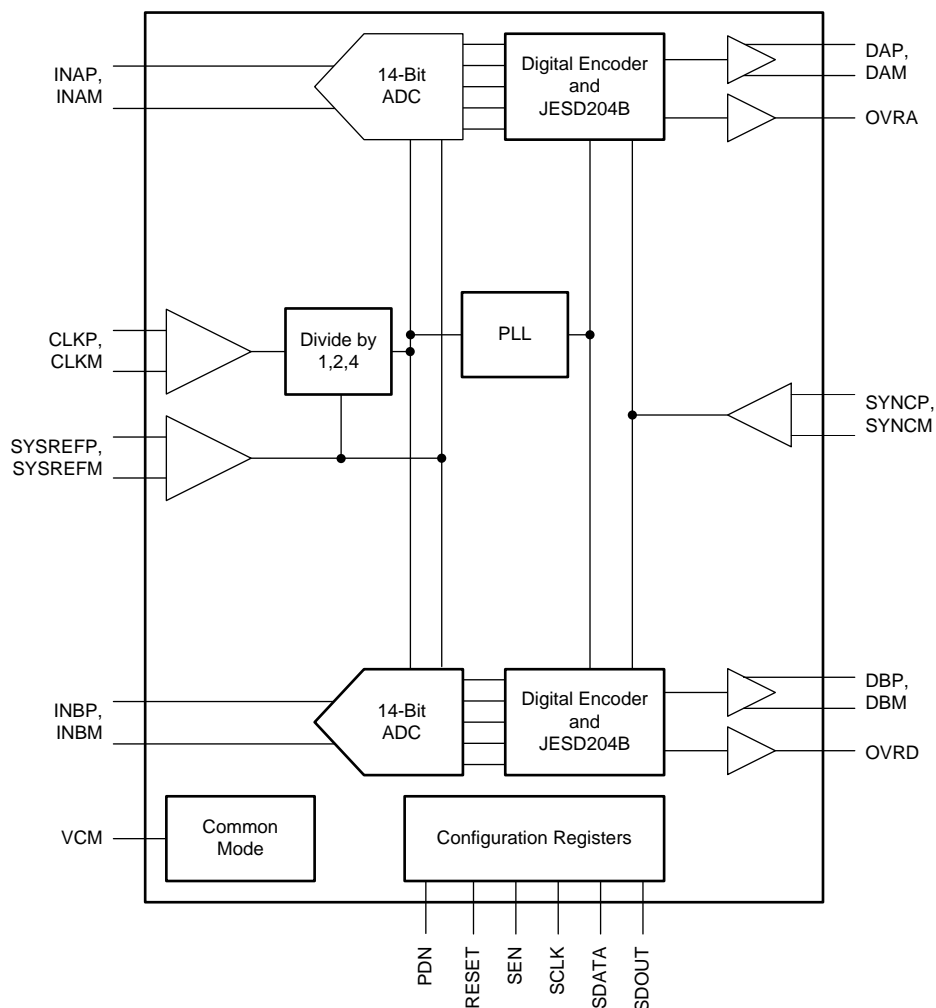 INAP,
INAM
14-Bit
ADC
Digital Encoder
and
JESD204B
DAP,
DAM
OVRA
CLKP,
CLKM
Divide by
1,2,4
PLL
SYNCP,
SYNCM
SYSREFP,
SYSREFM
INBP,
INBM
14-Bit
ADC
Digital Encoder
and
JESD204B
DBP,
DBM
OVRD
VCM
Common
Mode
Configuration Registers
PDN
RESET
SEN
SCLK
SDATA
SDOUT